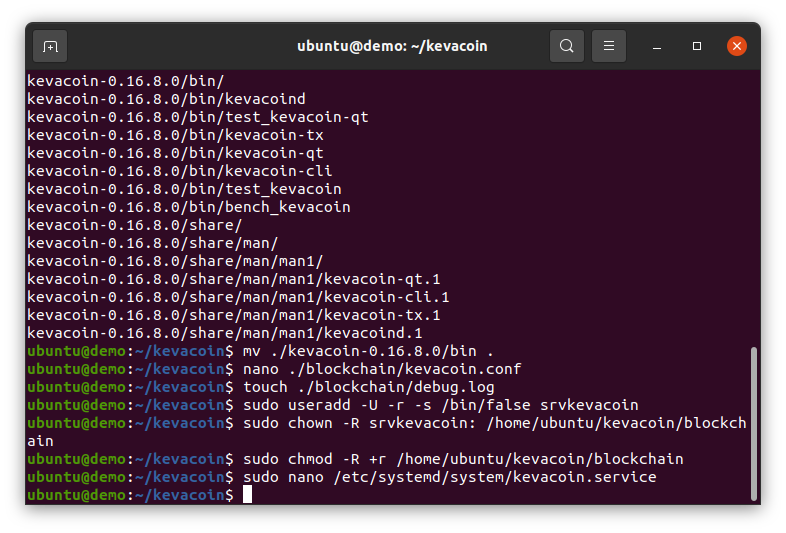 ubuntu@demo: ~/kevacoin
kevacoin-0.16.8.0/bin/
kevacoin-0.16.8.0/bin/kevacoind
kevacoin-0.16.8.0/bin/test_kevacoin-qt
kevacoin-0.16.8.0/bin/kevacoin-tx
kevacoin-0.16.8.0/bin/kevacoin-qt
kevacoin-0.16.8.0/bin/kevacoin-cli
kevacoin-0.16.8.0/bin/test_kevacoin
kevacoin-0.16.8.0/bin/bench_kevacoin
kevacoin-0.16.8.0/share/
kevacoin-0.16.8.0/share/man/
kevacoin-0.16.8.0/share/man/man1/
kevacoin-0.16.8.0/share/man/man1/kevacoin-qt.1
kevacoin-0.16.8.0/share/man/man1/kevacoin-cli.1
kevacoin-0.16.8.0/share/man/man1/kevacoin-tx.1
kevacoin-0.16.8.0/share/man/man1/kevacoind.1
ubuntu@demo:~/kevacoin$ mv ./kevacoin-0.16.8.0/bin .
ubuntu@demo:~/kevacoin$ nano ./blockchain/kevacoin.conf
ubuntu@demo:~/kevacoin$ touch ./blockchain/debug.log
ubuntu@demo:~/kevacoin$ sudo useradd -U -r -s /bin/false srvkevacoin
ubuntu@demo:~/kevacoin$ sudo chown -R srvkevacoin: /home/ubuntu/kevacoin/blockch
ain
ubuntu@demo:~/kevacoin$ sudo chmod -R +r /home/ubuntu/kevacoin/blockchain
ubuntu@demo:~/kevacoin$ sudo nano /etc/systemd/system/kevacoin.service
ubuntu@demo:~/kevacoin$